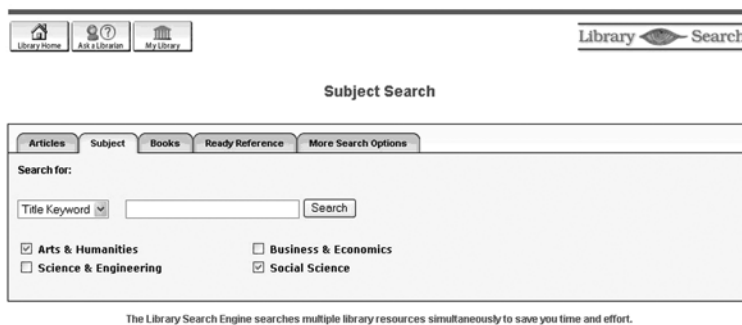 Library Home Ask a Librarian My Library
Library Search
Subject Search
Articles Subject Books Ready Reference More Search Options
Search for:
Title Keyword Search
Arts & Humanities Business & Economics
Science & Engineering Social Science
The Library Search Engine searches multiple library resources simultaneously to save you time and effort.